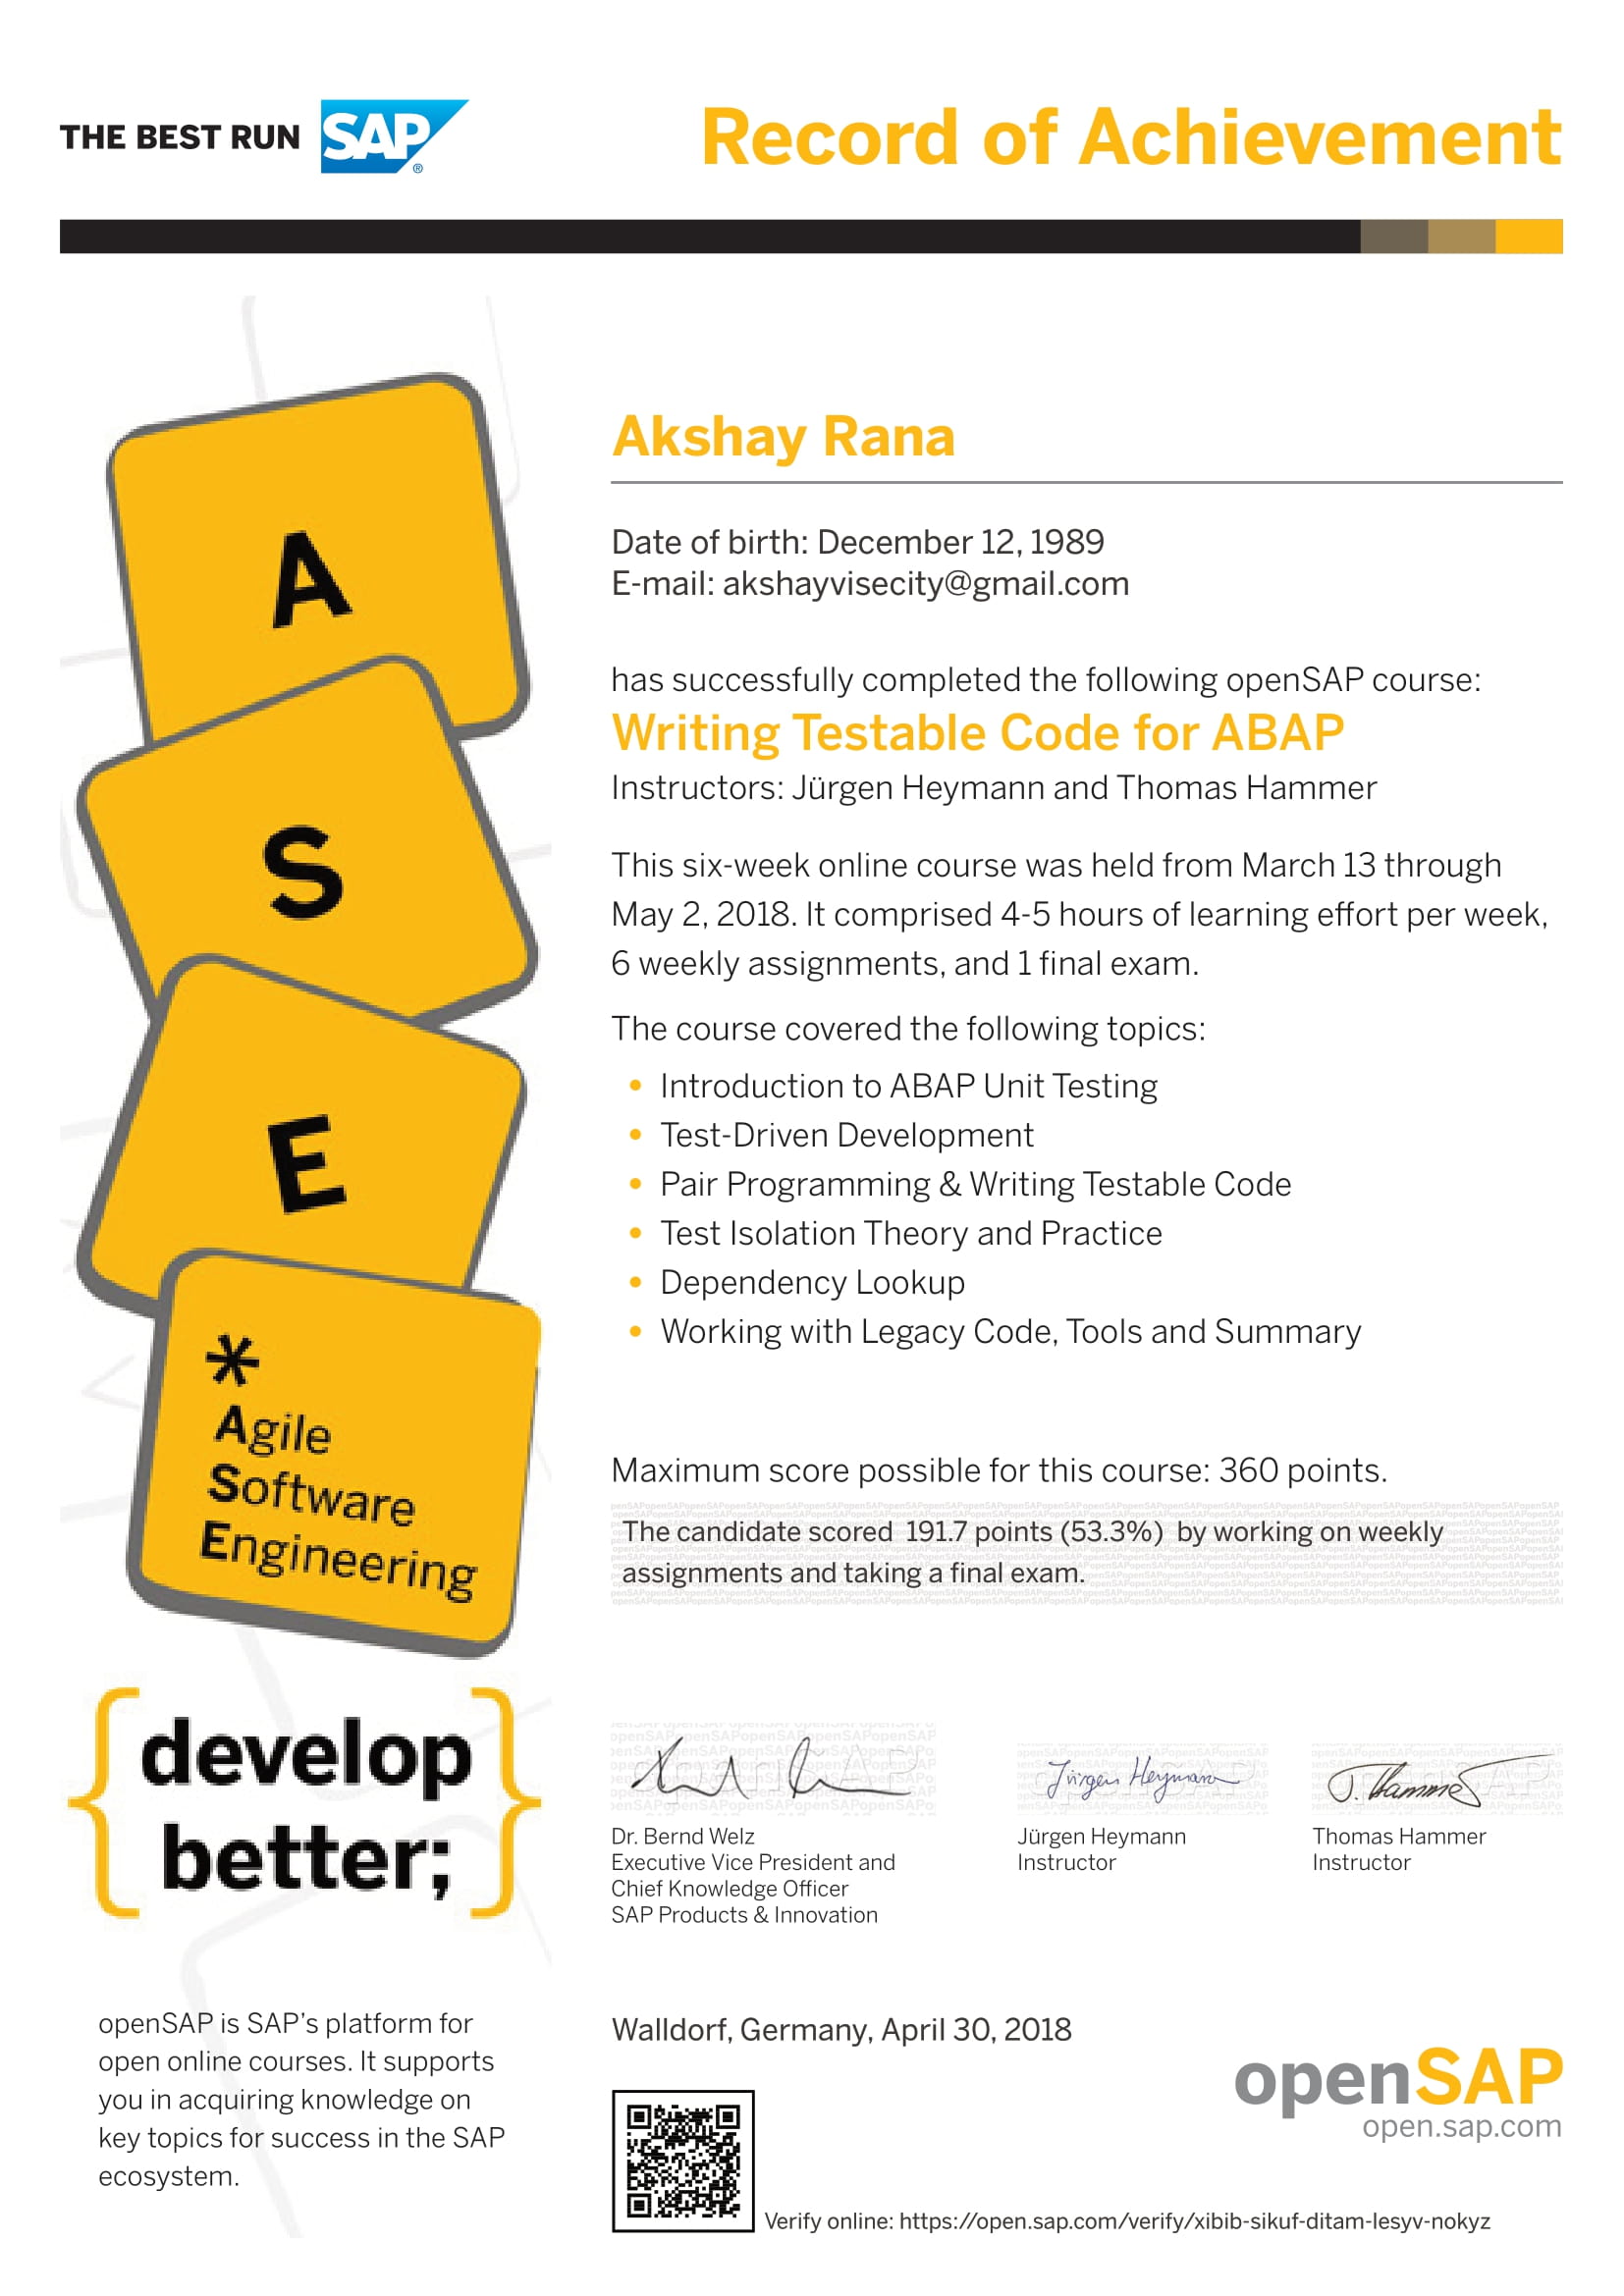 THE BEST RUN SAP®
Record of Achievement
A
S
E
*
Agile
Software
Engineering
{develop
better;}
openSAP is SAP's platform for
open online courses. It supports
you in acquiring knowledge on
key topics for success in the SAP
ecosystem.
Akshay Rana
Date of birth: December 12, 1989
E-mail: akshayvisecity@gmail.com
has successfully completed the following openSAP course:
Writing Testable Code for ABAP
Instructors: Jürgen Heymann and Thomas Hammer
This six-week online course was held from March 13 through
May 2, 2018. It comprised 4-5 hours of learning effort per week,
6 weekly assignments, and 1 final exam.
The course covered the following topics:
• Introduction to ABAP Unit Testing
• Test-Driven Development
• Pair Programming & Writing Testable Code
• Test Isolation Theory and Practice
• Dependency Lookup
• Working with Legacy Code, Tools and Summary
Maximum score possible for this course: 360 points.
The candidate scored 191.7 points (53.3%) by working on weekly
assignments and taking a final exam.
Jürgen Heymann
J. Hammer
Dr. Bernd Welz
Executive Vice President and
Chief Knowledge Officer
SAP Products & Innovation
Jürgen Heymann
Instructor
Thomas Hammer
Instructor
Walldorf, Germany, April 30, 2018
openSAP
open.sap.com
Verify online: https://open.sap.com/verify/xibib-sikuf-ditam-lesyv-nokyz